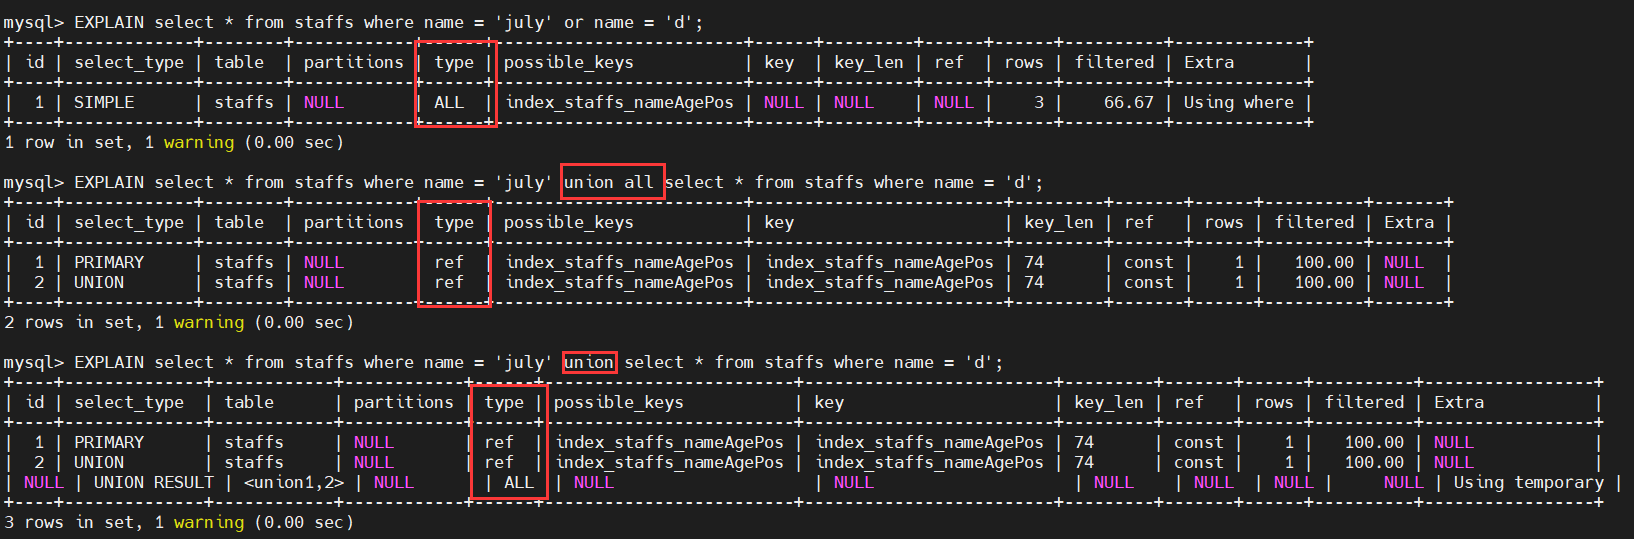 mysql> EXPLAIN select * from staffs where name = 'july' or name = 'd';
+----+-------------+--------+------------+------+-------------------------+------+---------+------+------+----------+-------------+
| id | select_type | table  | partitions | type | possible_keys           | key  | key_len | ref  | rows | filtered | Extra       |
+----+-------------+--------+------------+------+-------------------------+------+---------+------+------+----------+-------------+
|  1 | SIMPLE      | staffs | NULL       | ALL  | index_staffs_nameAgePos | NULL | NULL    | NULL |    3 |    66.67 | Using where |
+----+-------------+--------+------------+------+-------------------------+------+---------+------+------+----------+-------------+
1 row in set, 1 warning (0.00 sec)
mysql> EXPLAIN select * from staffs where name = 'july' union all select * from staffs where name = 'd';
+----+-------------+--------+------------+------+-------------------------+-------------------------+---------+-------+------+----------+-------+
| id | select_type | table  | partitions | type | possible_keys           | key                     | key_len | ref   | rows | filtered | Extra |
+----+-------------+--------+------------+------+-------------------------+-------------------------+---------+-------+------+----------+-------+
|  1 | PRIMARY     | staffs | NULL       | ref  | index_staffs_nameAgePos | index_staffs_nameAgePos | 74      | const |    1 |   100.00 | NULL  |
|  2 | UNION       | staffs | NULL       | ref  | index_staffs_nameAgePos | index_staffs_nameAgePos | 74      | const |    1 |   100.00 | NULL  |
+----+-------------+--------+------------+------+-------------------------+-------------------------+---------+-------+------+----------+-------+
2 rows in set, 1 warning (0.00 sec)
mysql> EXPLAIN select * from staffs where name = 'july' union select * from staffs where name = 'd';
+----+--------------+------------+------------+------+-------------------------+-------------------------+---------+-------+------+----------+-----------------+
| id | select_type  | table      | partitions | type | possible_keys           | key                     | key_len | ref   | rows | filtered | Extra           |
+----+--------------+------------+------------+------+-------------------------+-------------------------+---------+-------+------+----------+-----------------+
|  1 | PRIMARY      | staffs     | NULL       | ref  | index_staffs_nameAgePos | index_staffs_nameAgePos | 74      | const |    1 |   100.00 | NULL            |
|  2 | UNION        | staffs     | NULL       | ref  | index_staffs_nameAgePos | index_staffs_nameAgePos | 74      | const |    1 |   100.00 | NULL            |
| NULL | UNION RESULT | <union1,2> | NULL       | ALL  | NULL                    | NULL                    | NULL    | NULL  | NULL |     NULL | Using temporary |
+----+--------------+------------+------------+------+-------------------------+-------------------------+---------+-------+------+----------+-----------------+
3 rows in set, 1 warning (0.00 sec)